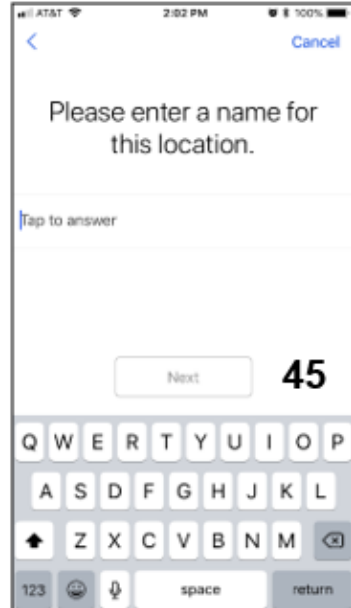 AT&T 2:02 PM 100%
Cancel
Please enter a name for
this location.
Tap to answer
Next
45
Q W E R T Y U I O P
A S D F G H J K L
Z X C V B N M
123 space return